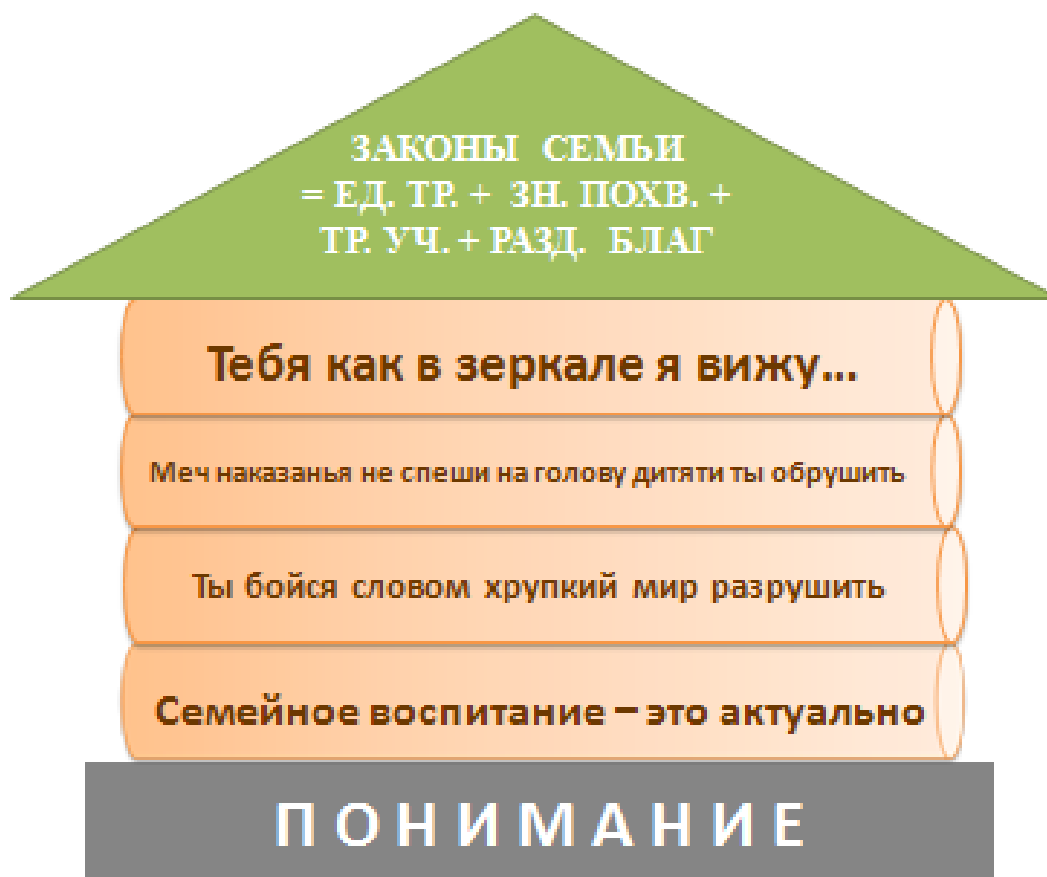 ЗАКОНЫ СЕМЬИ
= ЕД. ТР. + ЗН. ПОХВ. +
ТР. УЧ. + РАЗД. БЛАГ
Тебя как в зеркале я вижу...
Меч наказанья не спеши на голову дитяти ты обрушить
Ты бойся словом хрупкий мир разрушить
Семейное воспитание – это актуально
ПОНИМАНИЕ